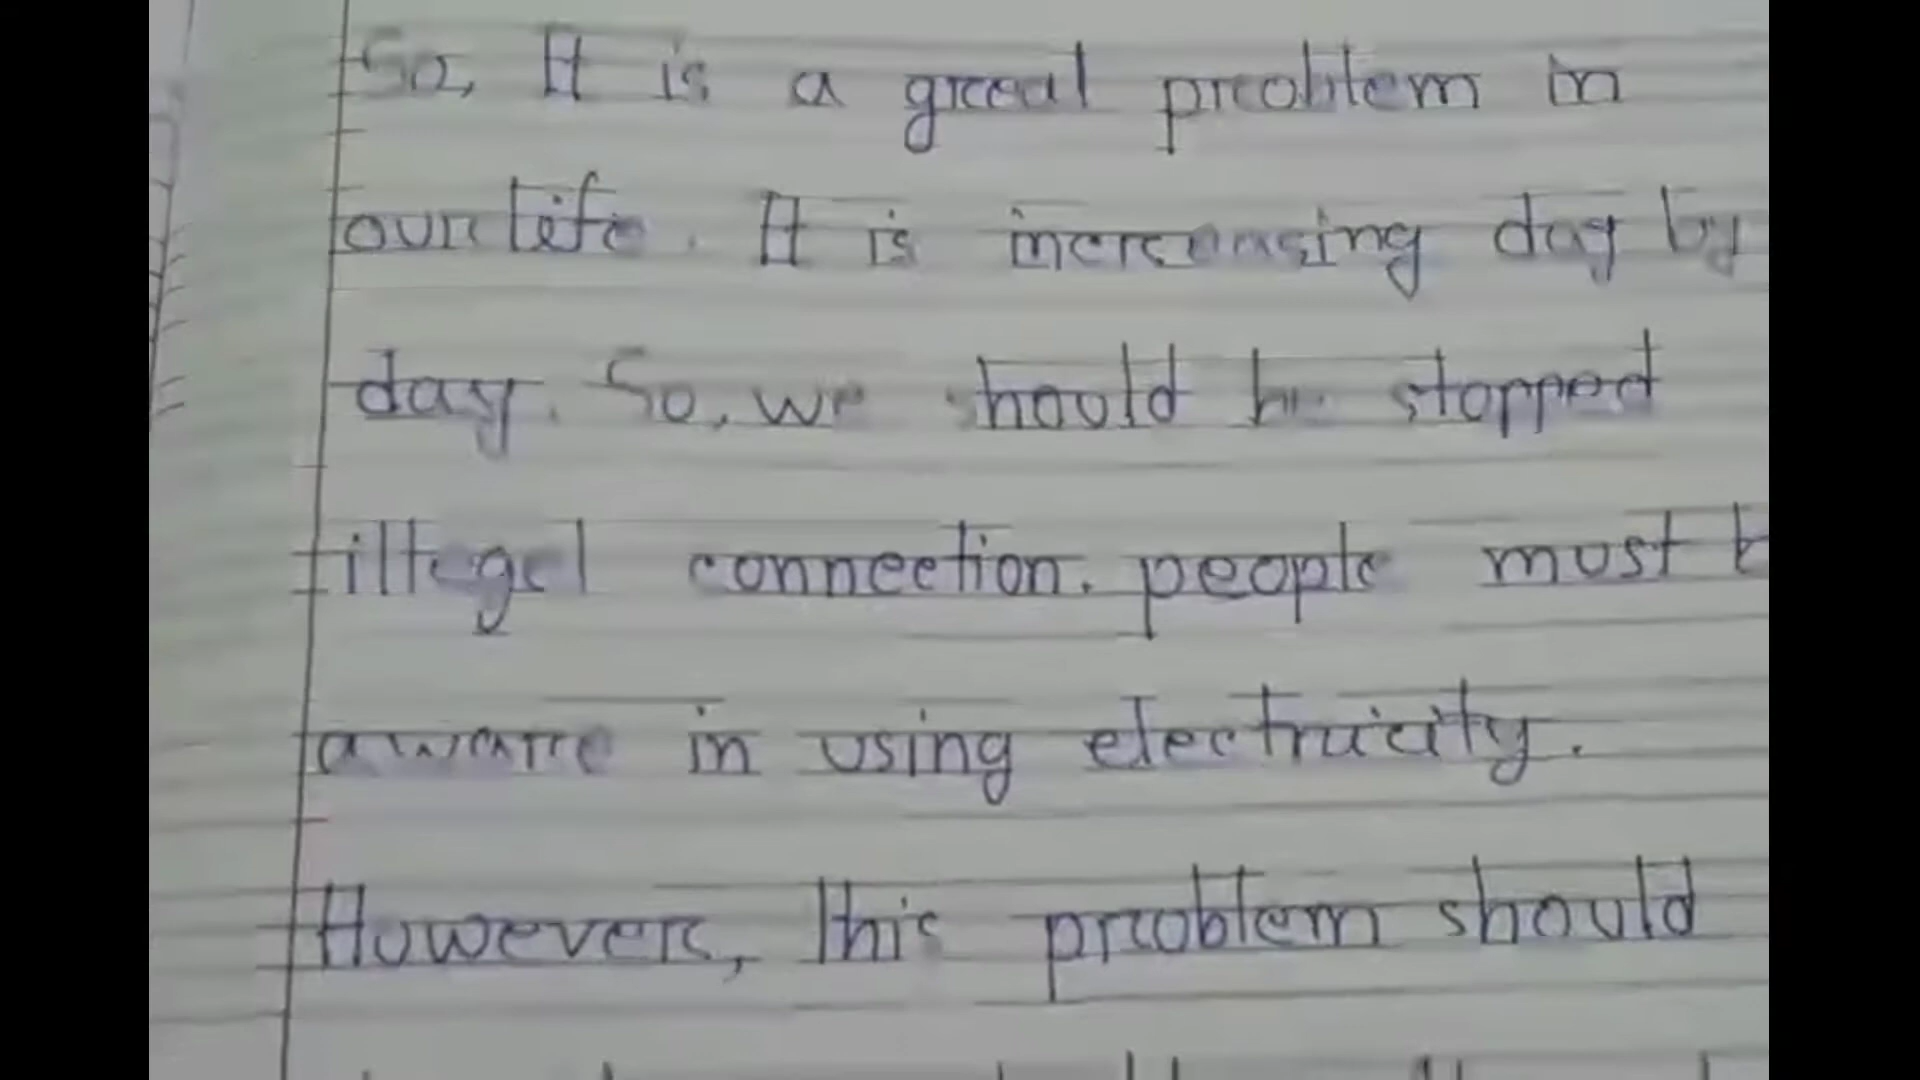 So, It is a great problem in
our life. It is increasing day by
day. So, we should be stopped
illegel connection. people must
aware in using electricity.
However, this problem should